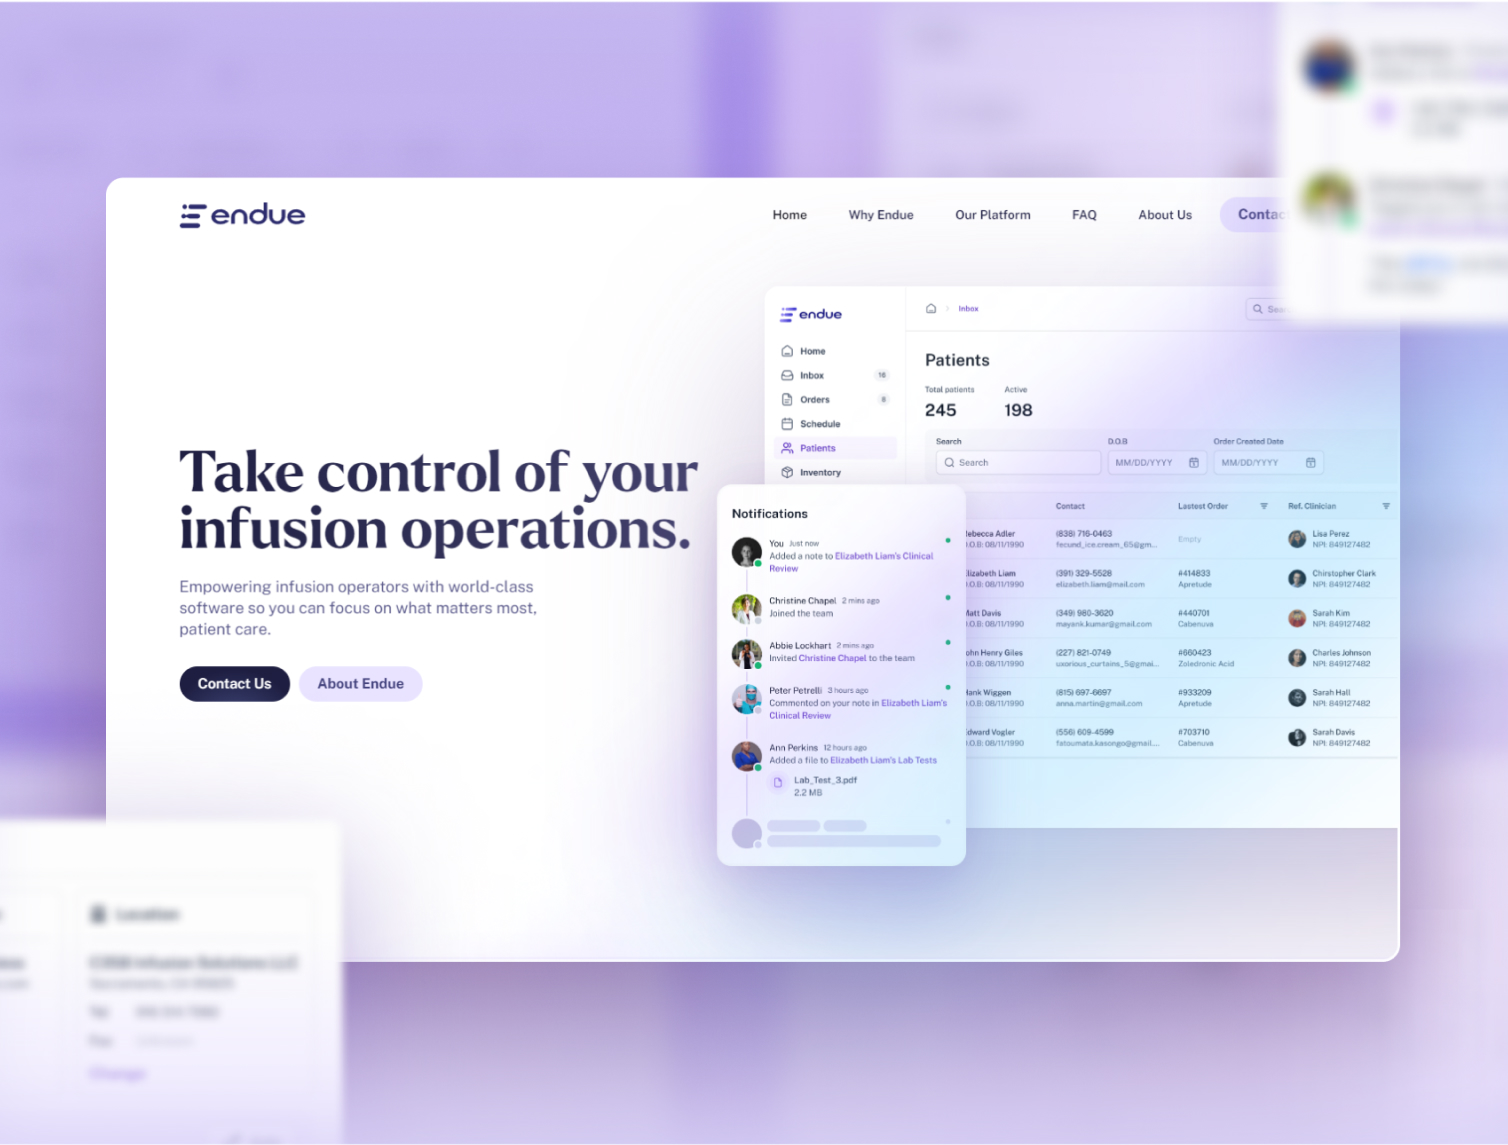 endue
Home Why Endue Our Platform FAQ About Us
Take control of your
infusion operations.
Empowering infusion operators with world-class
software so you can focus on what matters most,
patient care.
Contact Us About Endue
endue
Home
Inbox 16
Orders 8
Schedule
Patients
Inventory
Inbox
Patients
Total patients Active
245 198
Search D.O.B Order Created Date
Search MM/DD/YYYY MM/DD/YYYY
Contact Lastest Order Ref. Clinician
(838) 716-0463 Empty Lisa Perez
D.O.B: 08/11/1990 fecund_ice.cream_65@gm... NPI: 849127482
Liam (391) 329-5528 #414833 Chirstopher Clark
D.O.B: 08/11/1990 elizebeth.liam@mail.com Apretude NPI: 849127482
Davis (349) 980-3620 #440701 Sarah Kim
D.O.B: 08/11/1990 mayank.kumar@gmail.com Cabenuva NPI: 849127482
Henry Giles (227) 821-0749 #660423 Charles Johnson
D.O.B: 08/11/1990 uxorious_curtains_5@gmai... Zoledronic Acid NPI: 849127482
Wiggen (815) 697-6697 #933209 Sarah Hall
D.O.B: 08/11/1990 anna.martin@gmail.com Apretude NPI: 849127482
Vogler (556) 609-4599 #703710 Sarah Davis
D.O.B: 08/11/1990 fatoumata.kasongo@gmail.... Cabenuva NPI: 849127482
Notifications
You Just now
Added a note to Elizabeth Liam's Clinical
Review
Christine Chapel 2 mins ago
Joined the team
Abbie Lockhart 2 mins ago
Invited Christine Chapel to the team
Peter Petrelli 3 hours ago
Commented on your note in Elizabeth Liam's
Clinical Review
Ann Perkins 12 hours ago
Added a file to Elizabeth Liam's Lab Tests
Lab_Test_3.pdf
2.2 MB
Location